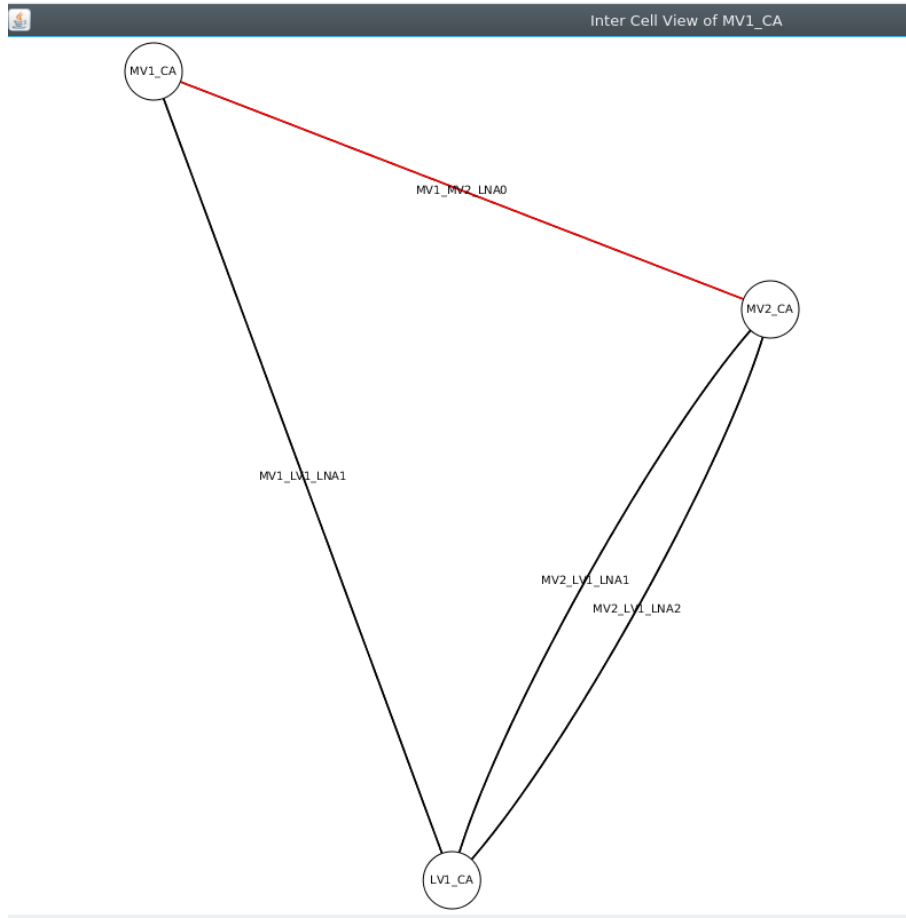 Inter Cell View of MV1_CA
MV1_CA
MV1_MV2_LNA0
MV2_CA
MV1_LV1_LNA1
MV2_LV1_LNA1
MV2_LV1_LNA2
LV1_CA